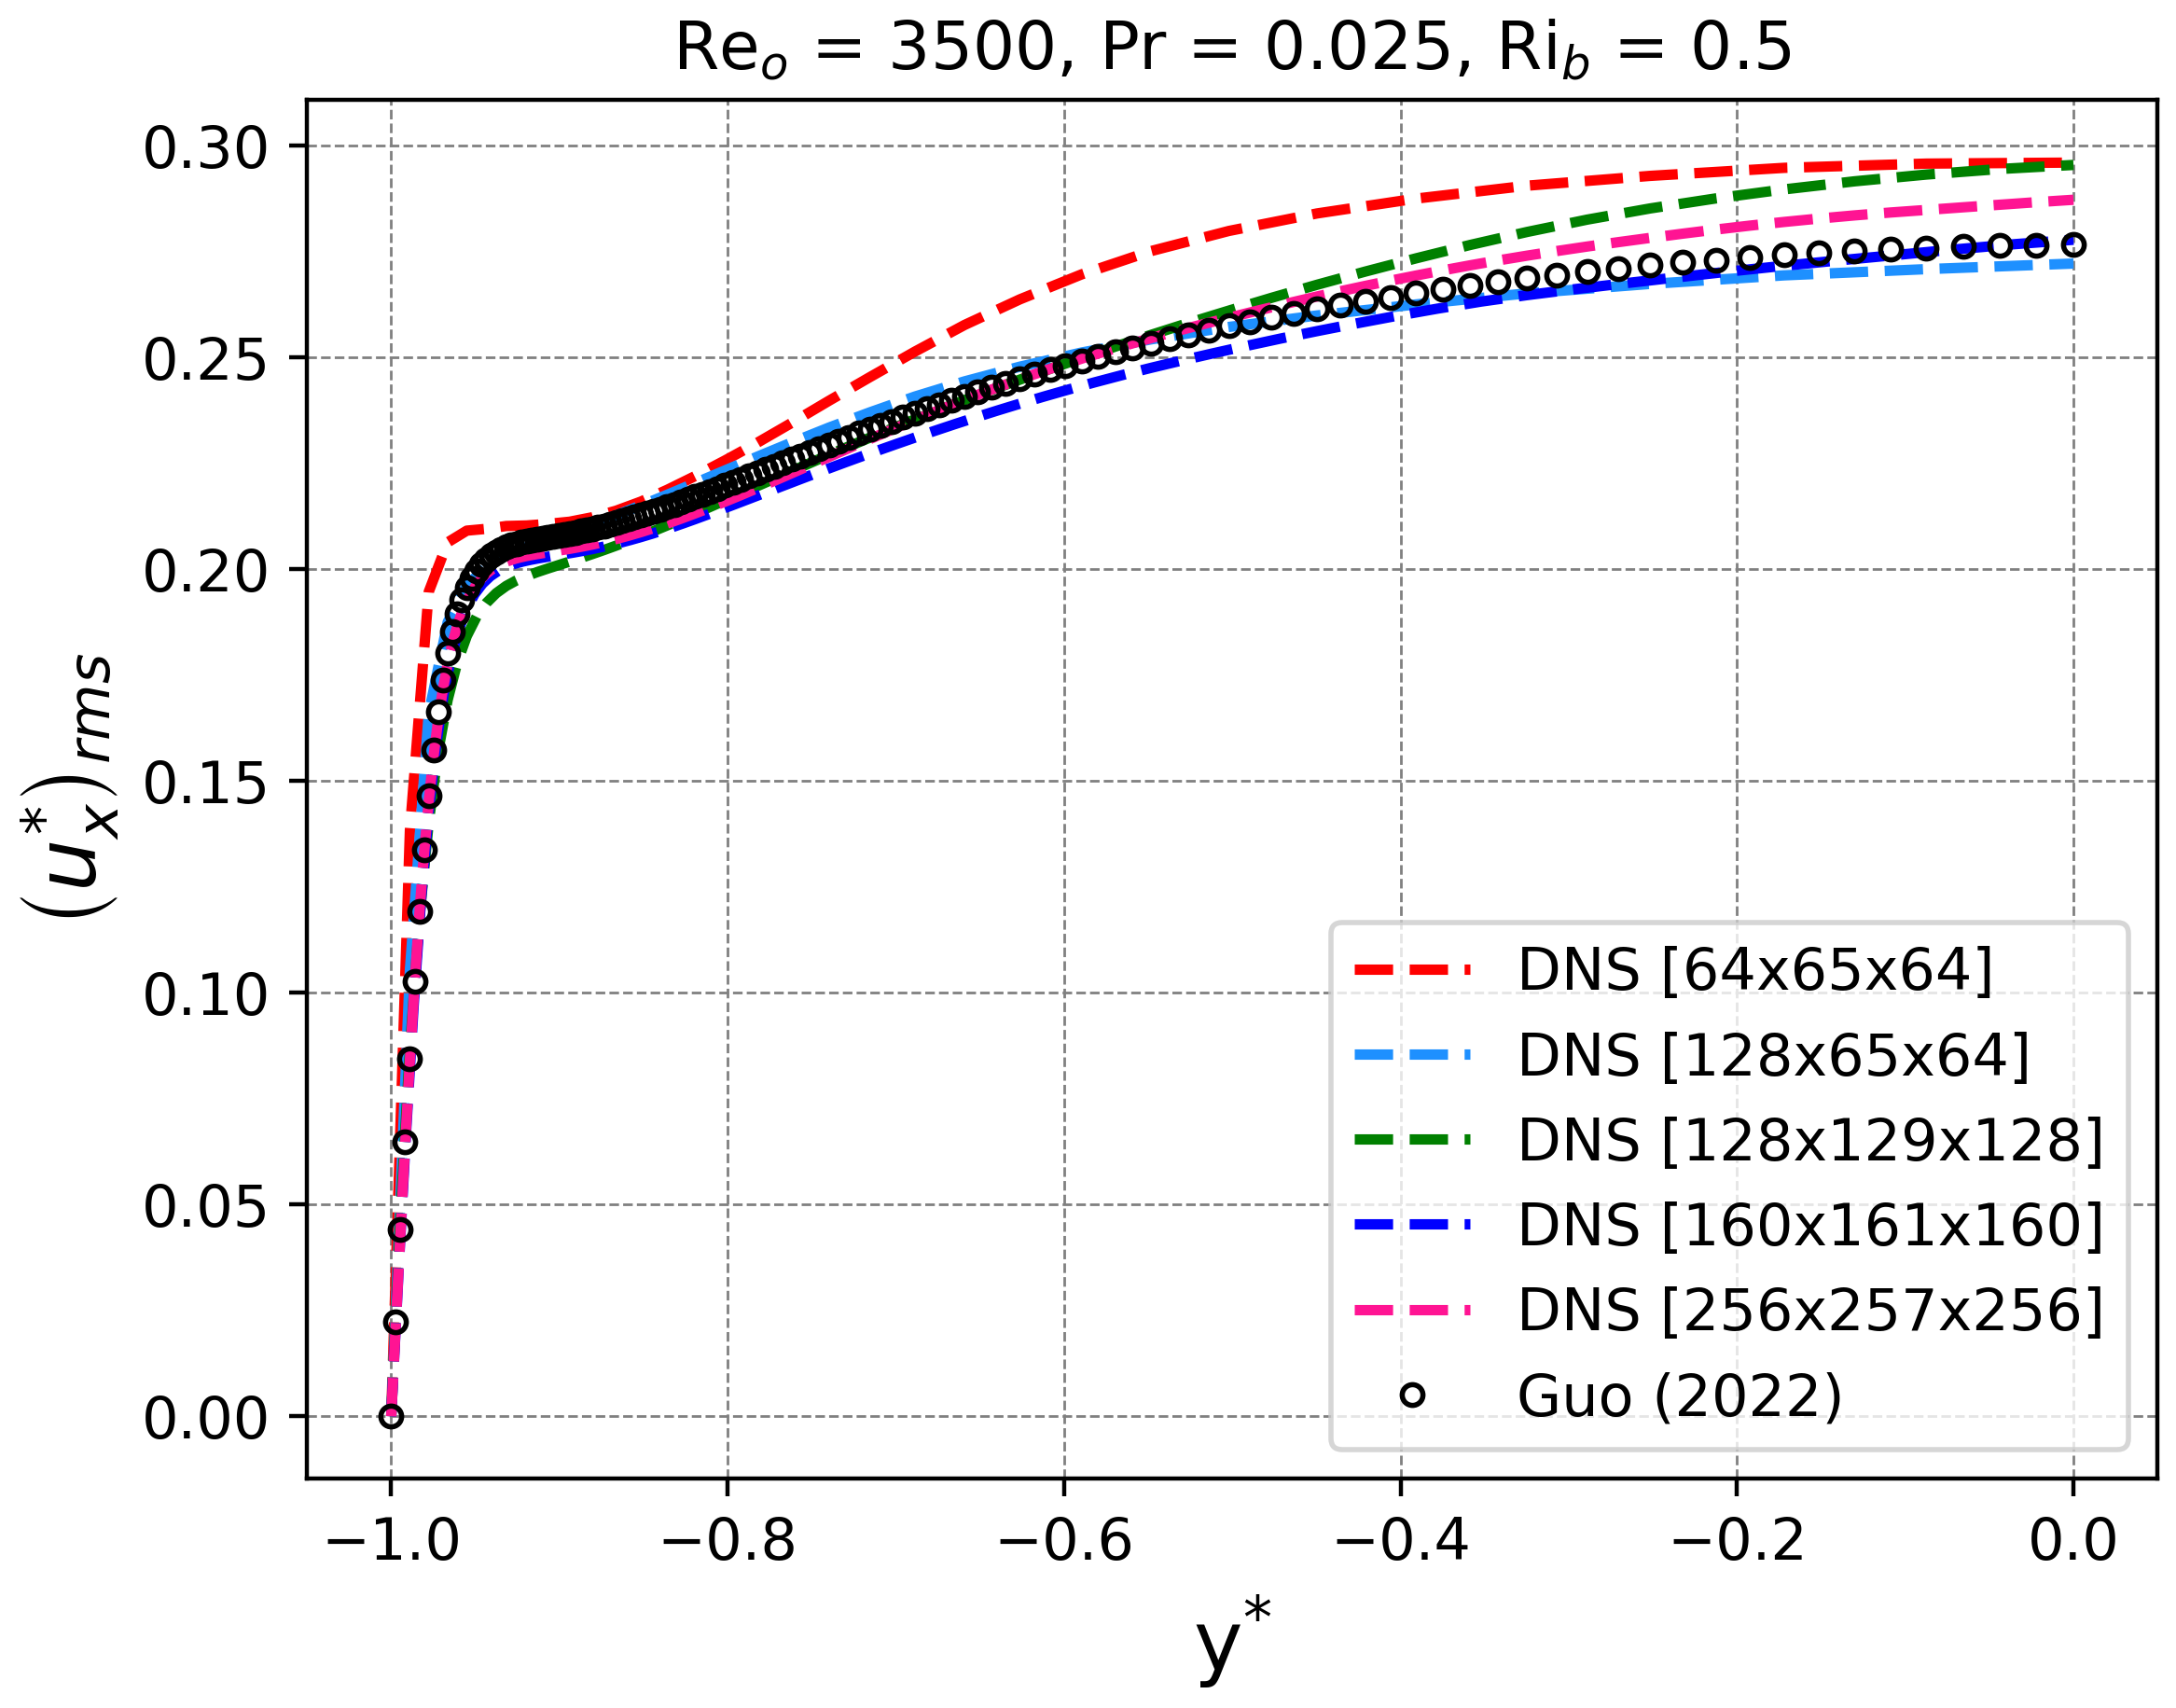 Re_o = 3500, Pr = 0.025, Ri_b = 0.5
(u_x^*)_rms
0.30
0.25
0.20
0.15
0.10
0.05
0.00
−1.0 −0.8 −0.6 −0.4 −0.2 0.0
y^*
DNS [64x65x64]
DNS [128x65x64]
DNS [128x129x128]
DNS [160x161x160]
DNS [256x257x256]
Guo (2022)